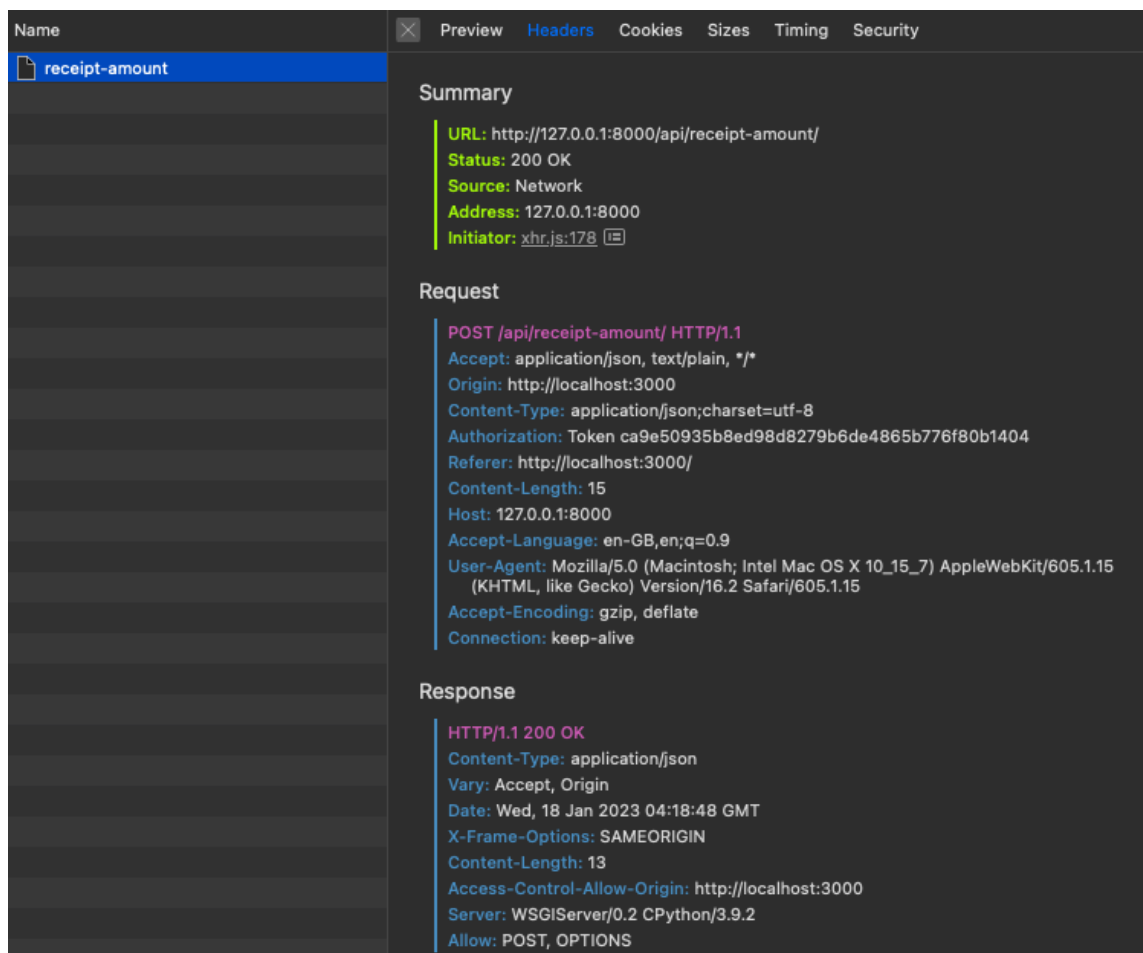 Name
Preview Headers Cookies Sizes Timing Security
receipt-amount
Summary
URL: http://127.0.0.1:8000/api/receipt-amount/
Status: 200 OK
Source: Network
Address: 127.0.0.1:8000
Initiator: xhr.js:178
Request
POST /api/receipt-amount/ HTTP/1.1
Accept: application/json, text/plain, */*
Origin: http://localhost:3000
Content-Type: application/json;charset=utf-8
Authorization: Token ca9e50935b8ed98d8279b6de4865b776f80b1404
Referer: http://localhost:3000/
Content-Length: 15
Host: 127.0.0.1:8000
Accept-Language: en-GB,en;q=0.9
User-Agent: Mozilla/5.0 (Macintosh; Intel Mac OS X 10_15_7) AppleWebKit/605.1.15
(KHTML, like Gecko) Version/16.2 Safari/605.1.15
Accept-Encoding: gzip, deflate
Connection: keep-alive
Response
HTTP/1.1 200 OK
Content-Type: application/json
Vary: Accept, Origin
Date: Wed, 18 Jan 2023 04:18:48 GMT
X-Frame-Options: SAMEORIGIN
Content-Length: 13
Access-Control-Allow-Origin: http://localhost:3000
Server: WSGIServer/0.2 CPython/3.9.2
Allow: POST, OPTIONS